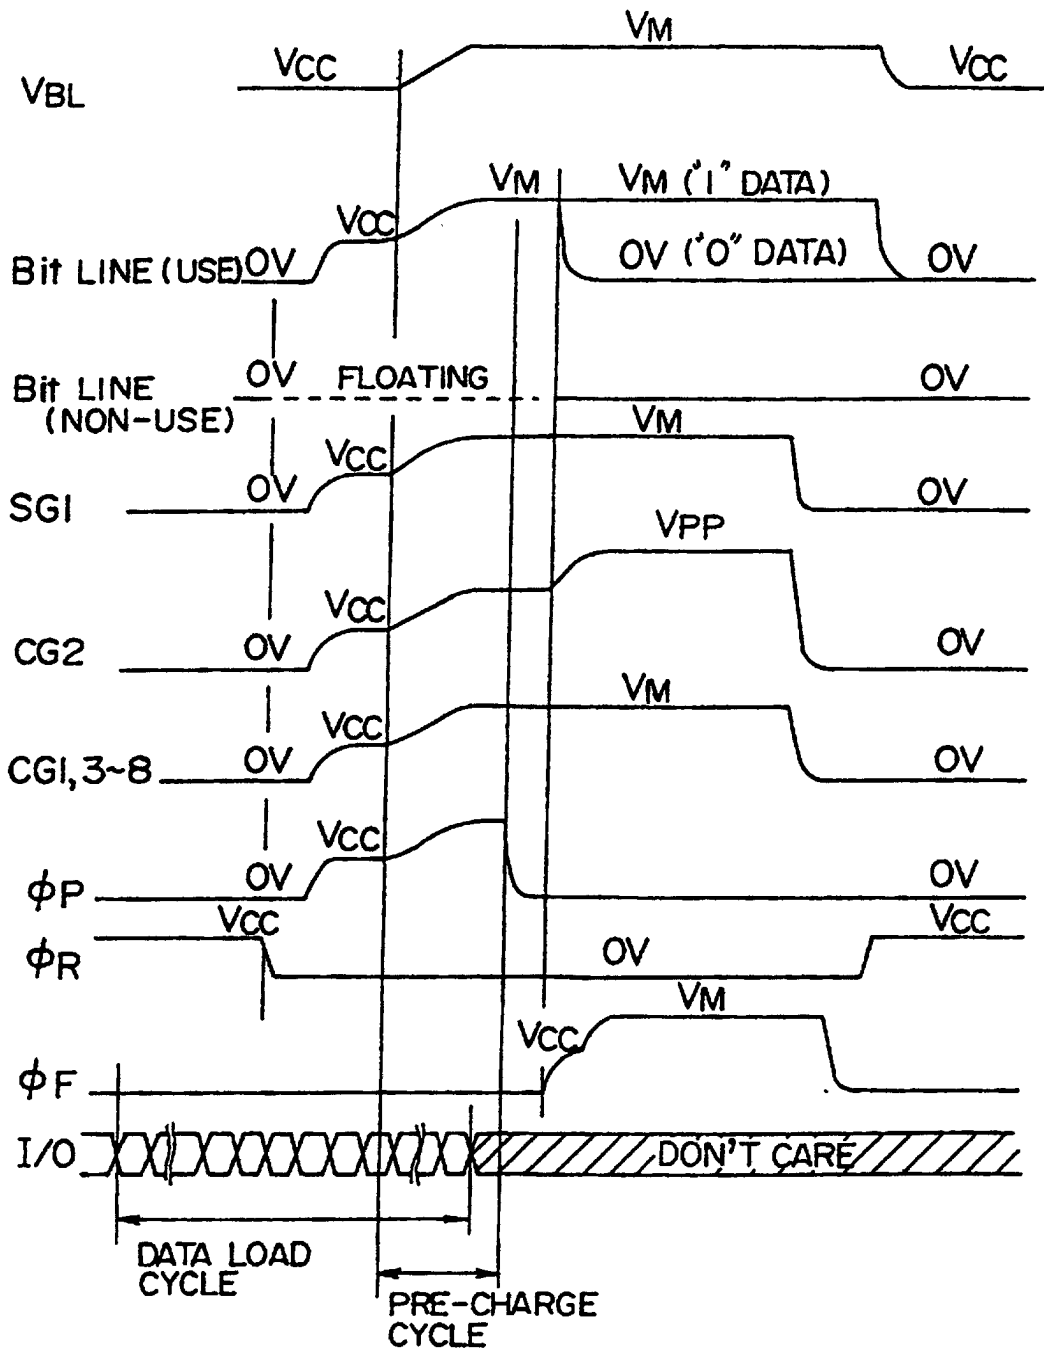 VM
VBL VCC VCC
VM VM ("1" DATA)
VCC
Bit LINE (USE) 0V 0V ("0" DATA) 0V
0V FLOATING 0V
Bit LINE
(NON-USE)
VM
VCC
SG1 0V 0V
VPP
VCC
CG2 0V 0V
VM
VCC
CG1, 3~8 0V 0V
VCC
ϕP 0V 0V
VCC VCC
ϕR 0V
VM
VCC
ϕF
I/O DON'T CARE
DATA LOAD
CYCLE
PRE-CHARGE
CYCLE